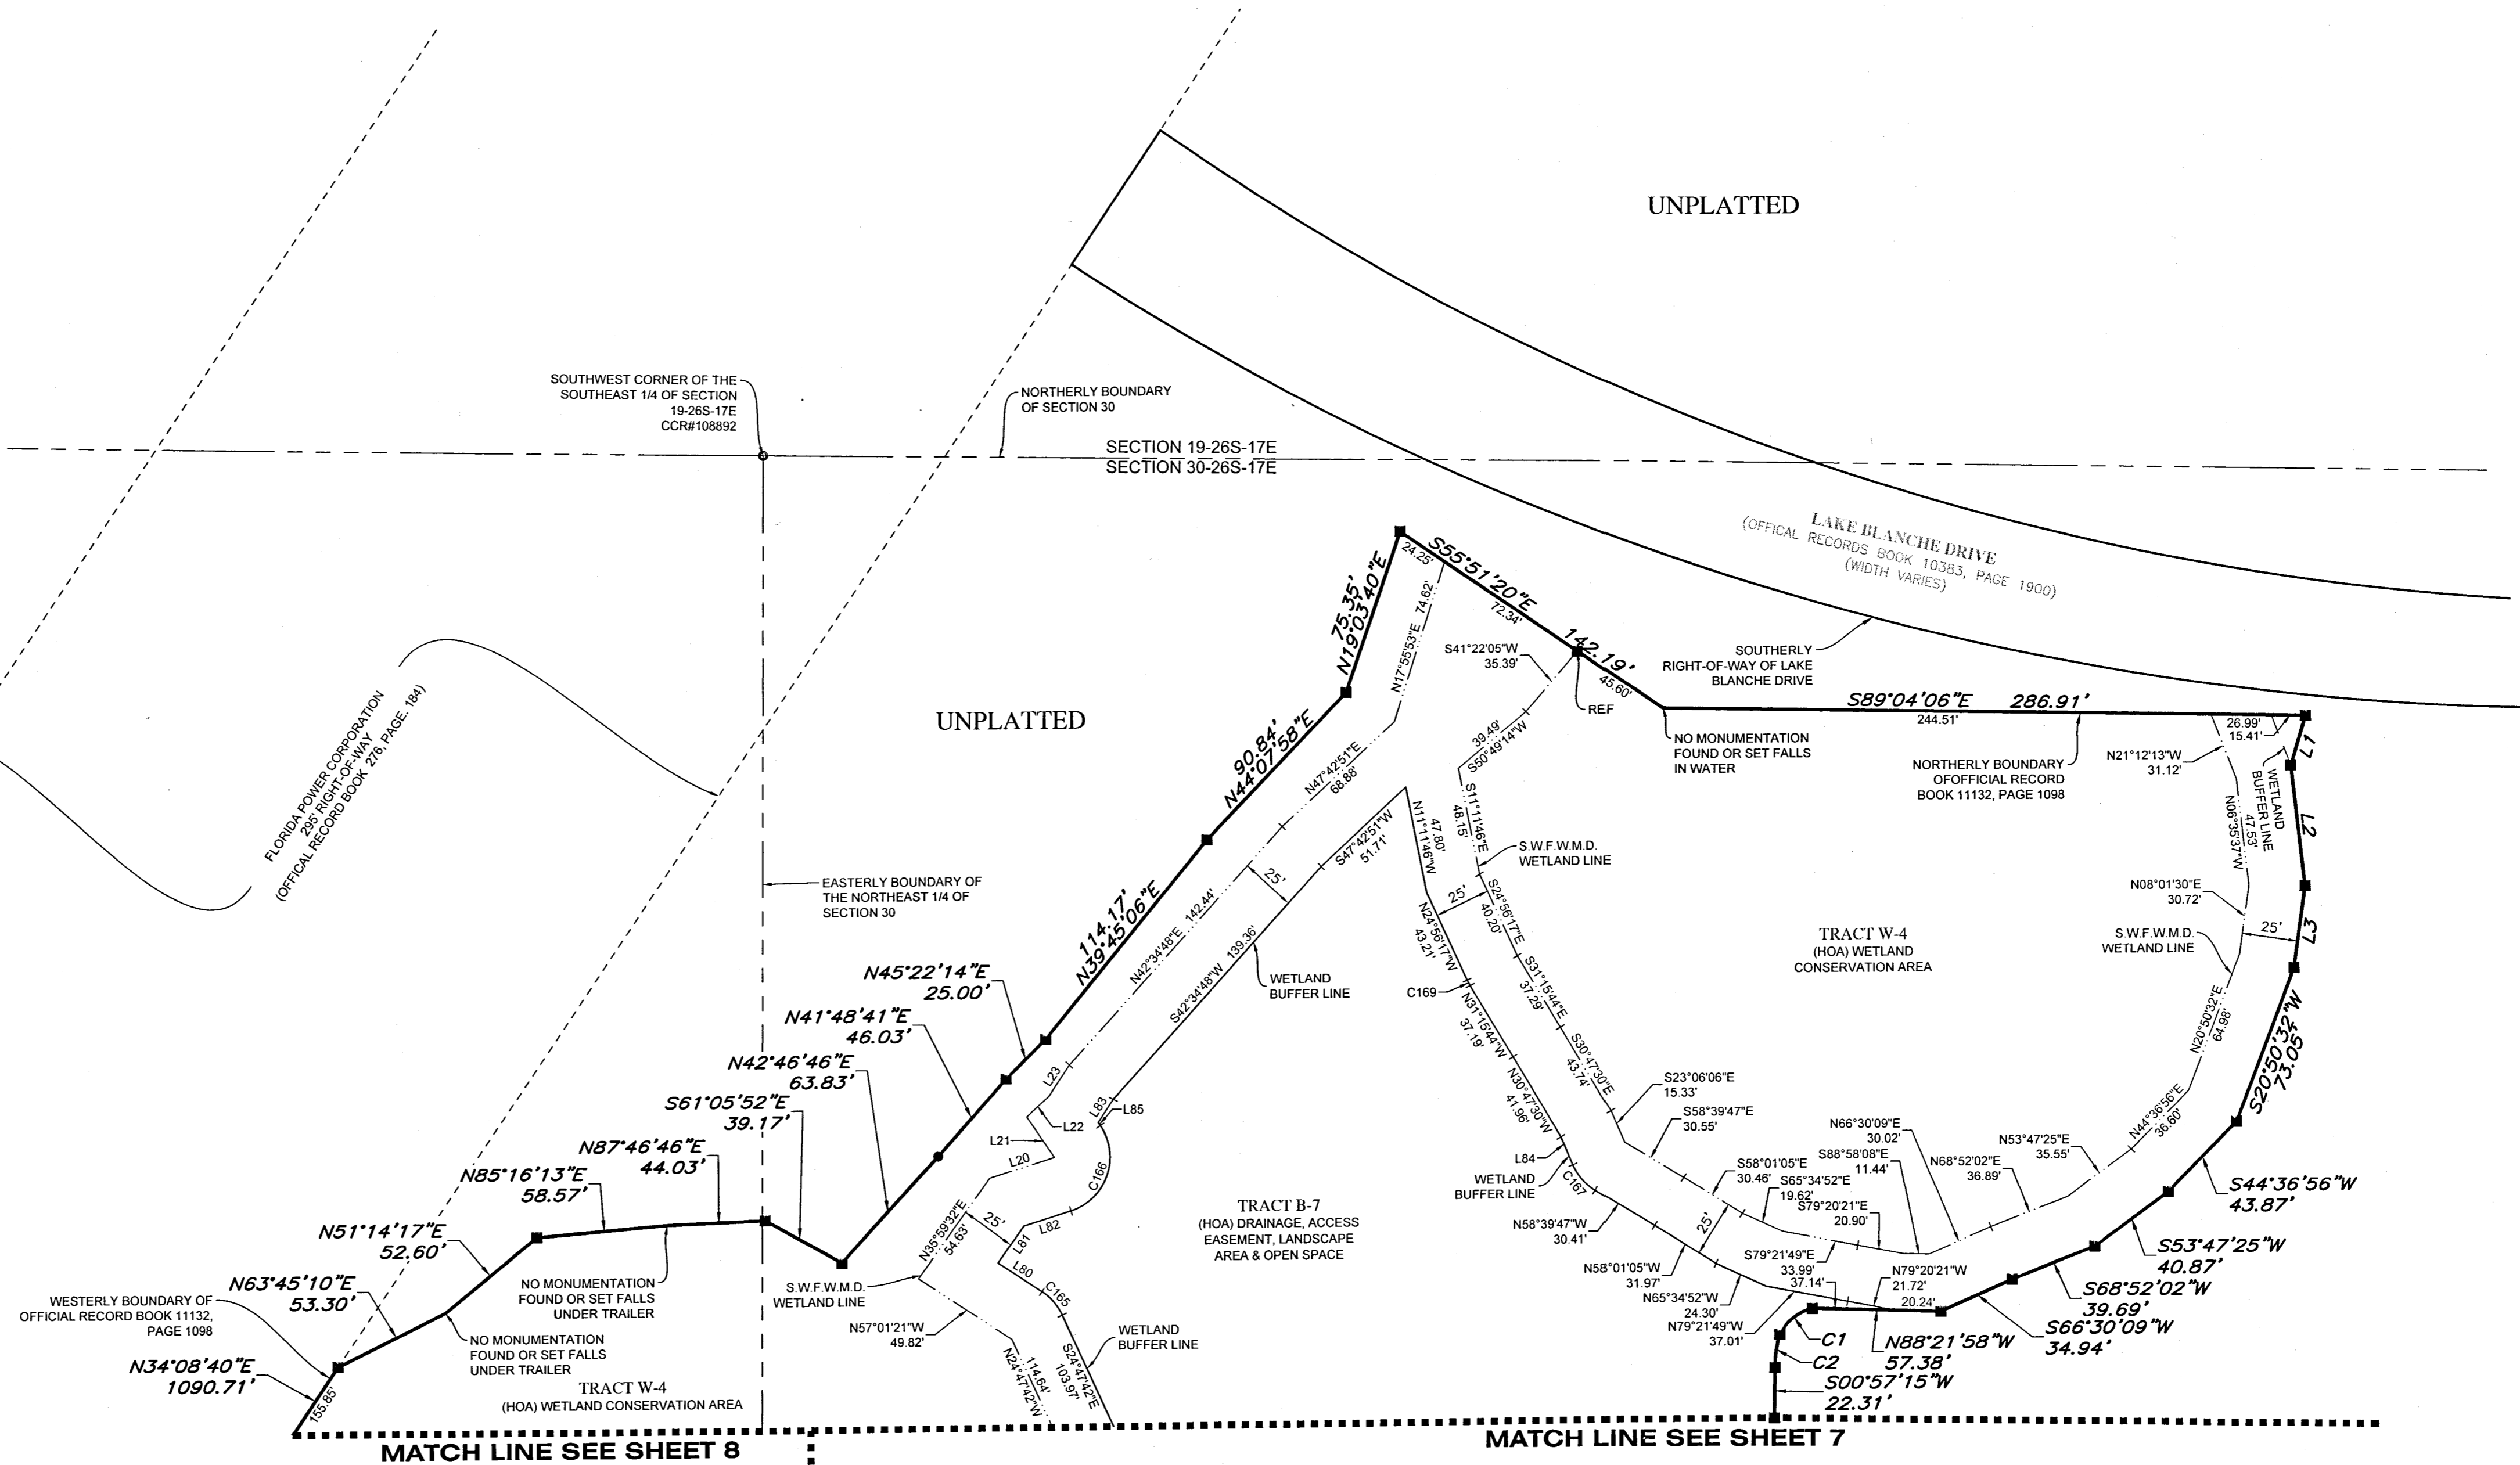 UNPLATTED
SOUTHWEST CORNER OF THE
SOUTHEAST 1/4 OF SECTION
19-26S-17E
CCR#108892
NORTHERLY BOUNDARY
OF SECTION 30
SECTION 19-26S-17E
SECTION 30-26S-17E
LAKE BLANCHE DRIVE
(OFFICAL RECORDS BOOK 10383, PAGE 1900)
(WIDTH VARIES)
SOUTHERLY
RIGHT-OF-WAY OF LAKE
BLANCHE DRIVE
FLORIDA POWER CORPORATION
295' RIGHT-OF-WAY
(OFFICAL RECORD BOOK 276, PAGE. 184)
UNPLATTED
EASTERLY BOUNDARY OF
THE NORTHEAST 1/4 OF
SECTION 30
75.35'
N19°03'40"E
24.25'
S55°51'20"E
72.34'
142.19'
45.60'
REF
S41°22'05"W
35.39'
39.49'
S50°49'14"W
N17°55'53"E 74.62'
NO MONUMENTATION
FOUND OR SET FALLS
IN WATER
S89°04'06"E 286.91'
244.51'
26.99'
15.41'
NORTHERLY BOUNDARY
OFOFFICIAL RECORD
BOOK 11132, PAGE 1098
N21°12'13"W
31.12'
WETLAND
BUFFER LINE
L1
L2
L3
47.53'
N06°35'37"W
N08°01'30"E
30.72'
25'
S.W.F.W.M.D.
WETLAND LINE
90.84'
N44°07'58"E
N47°42'51"E
68.88'
S47°42'51"W
51.71'
N11°11'46"W
47.80'
S11°11'46"E
48.15'
S.W.F.W.M.D.
WETLAND LINE
25'
25'
S24°56'17"E
40.20'
N24°56'17"W
43.21'
TRACT W-4
(HOA) WETLAND
CONSERVATION AREA
114.17'
N39°45'06"E
N42°34'48"E 142.44'
S42°34'48"W 139.36'
WETLAND
BUFFER LINE
C169
N31°15'44"W
37.19'
S31°15'44"E
37.29'
N20°50'32"E
64.98'
S20°50'32"W
73.05'
N45°22'14"E
25.00'
N41°48'41"E
46.03'
N42°46'46"E
63.83'
S61°05'52"E
39.17'
N87°46'46"E
44.03'
N85°16'13"E
58.57'
N51°14'17"E
52.60'
N63°45'10"E
53.30'
WESTERLY BOUNDARY OF
OFFICIAL RECORD BOOK 11132,
PAGE 1098
N34°08'40"E
1090.71'
155.85'
NO MONUMENTATION
FOUND OR SET FALLS
UNDER TRAILER
NO MONUMENTATION
FOUND OR SET FALLS
UNDER TRAILER
TRACT W-4
(HOA) WETLAND CONSERVATION AREA
L23
L22
L21
L20
L83
L85
C166
L82
L81
L80
C165
25'
N35°59'32"E
54.63'
S.W.F.W.M.D.
WETLAND LINE
N57°01'21"W
49.82'
114.64'
N24°47'42"W
S24°47'42"E
103.97'
WETLAND
BUFFER LINE
TRACT B-7
(HOA) DRAINAGE, ACCESS
EASEMENT, LANDSCAPE
AREA & OPEN SPACE
N30°47'30"W
41.96'
S30°47'30"E
43.74'
L84
WETLAND
BUFFER LINE
C167
S23°06'06"E
15.33'
S58°39'47"E
30.55'
N58°39'47"W
30.41'
25'
S58°01'05"E
30.46'
N58°01'05"W
31.97'
S65°34'52"E
19.62'
N65°34'52"W
24.30'
S79°20'21"E
20.90'
S79°21'49"E
33.99'
37.14'
N79°21'49"W
37.01'
N79°20'21"W
21.72'
20.24'
S88°58'08"E
11.44'
N66°30'09"E
30.02'
N68°52'02"E
36.89'
N53°47'25"E
35.55'
N44°36'56"E
36.60'
S44°36'56"W
43.87'
S53°47'25"W
40.87'
S68°52'02"W
39.69'
S66°30'09"W
34.94'
N88°21'58"W
57.38'
C1
C2
S00°57'15"W
22.31'
MATCH LINE SEE SHEET 8
MATCH LINE SEE SHEET 7